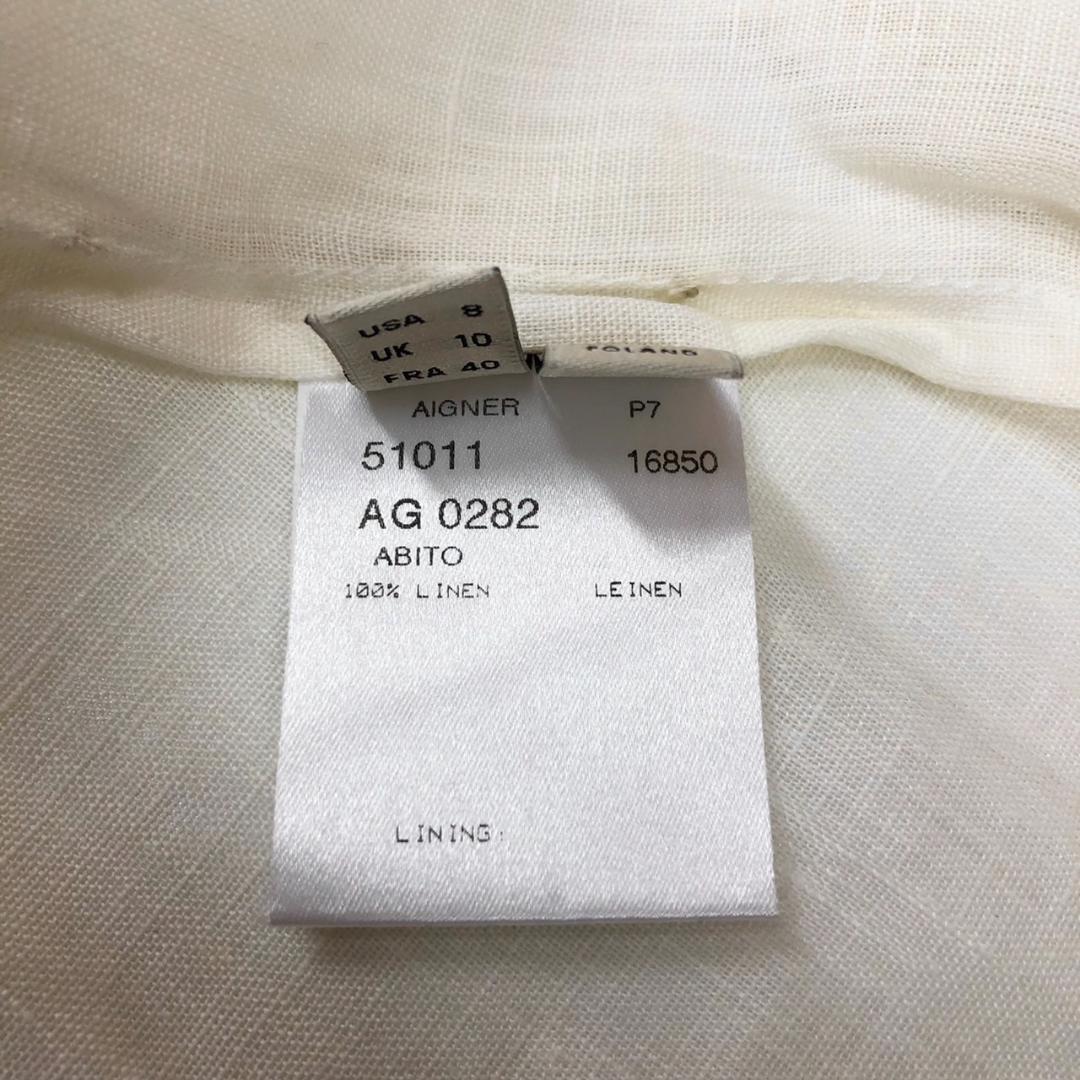 USA 8
UK 10
FRA 40
POLAND
AIGNER P7
51011 16850
AG 0282
ABITO
100% LINEN LEINEN
LINING: